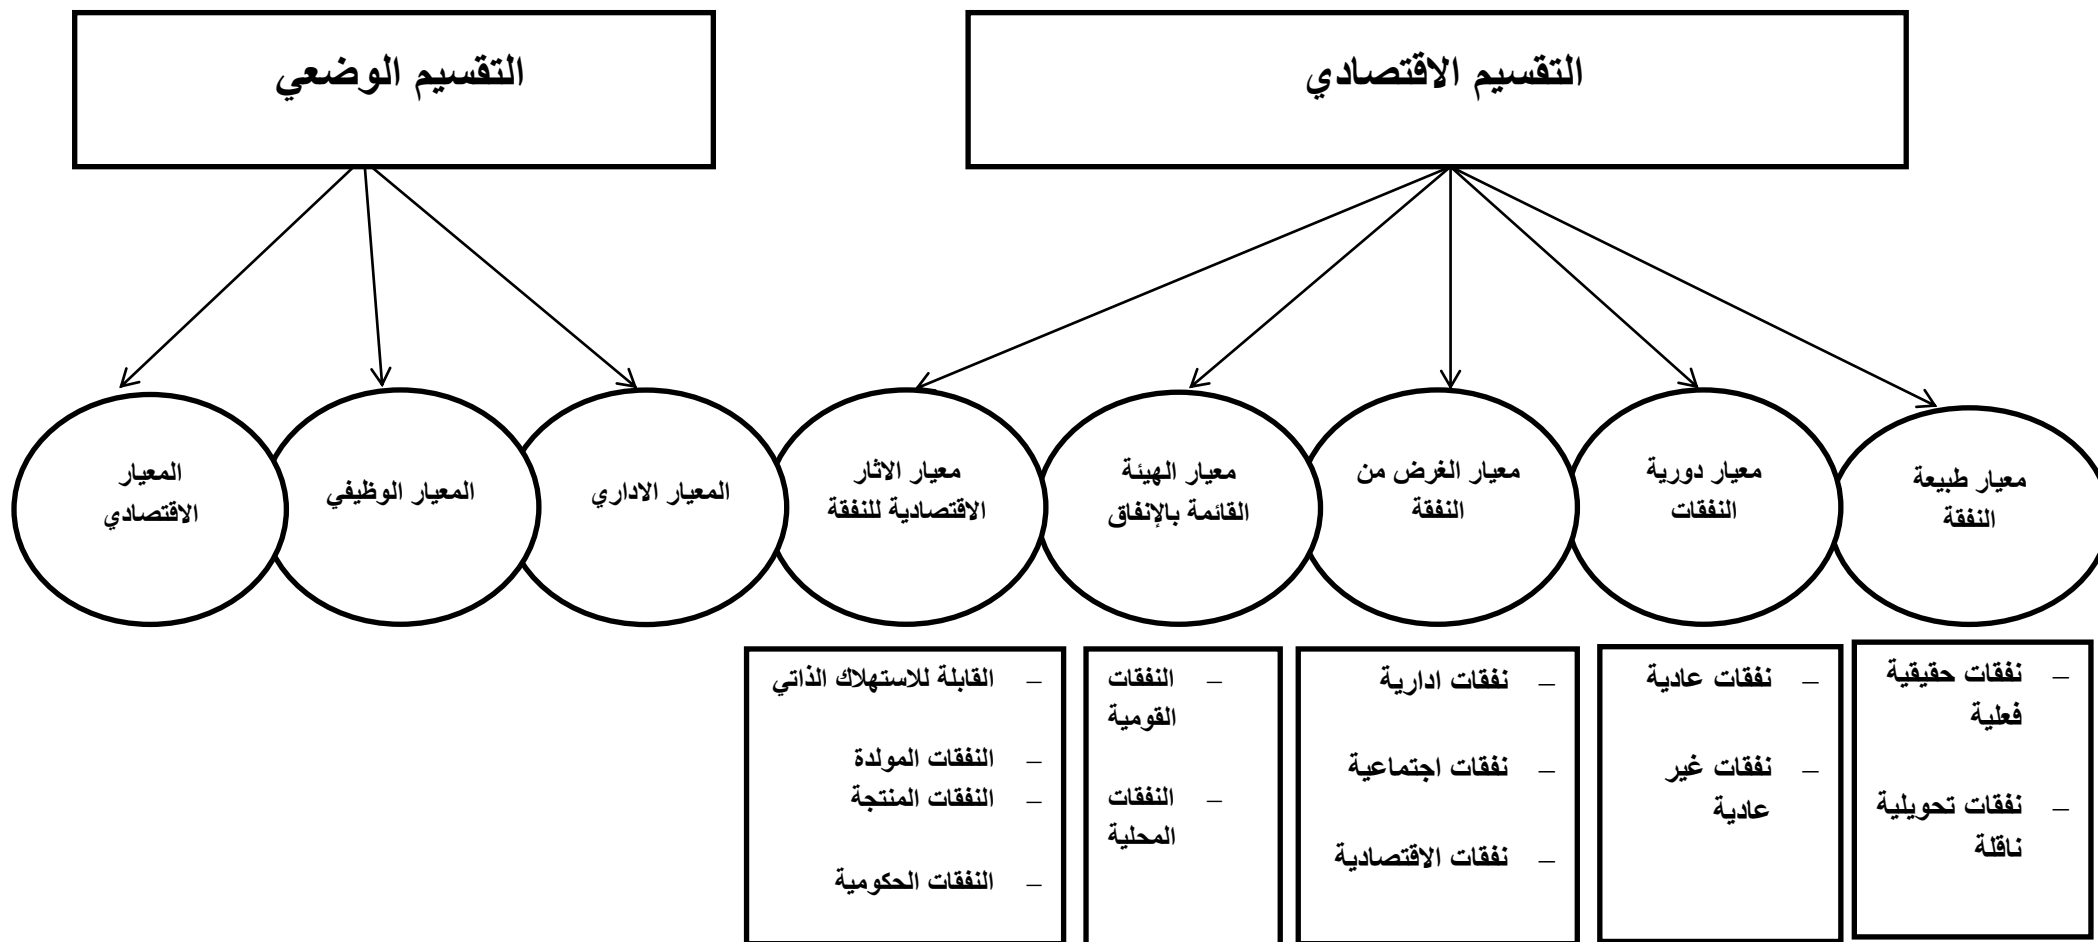 التقسيم الاقتصادي
التقسيم الوضعي
معيار طبيعة
النفقة
معيار دورية
النفقات
معيار الغرض من
النفقة
معيار الهيئة
القائمة بالإنفاق
معيار الاثار
الاقتصادية للنفقة
المعيار الاداري
المعيار الوظيفي
المعيار
الاقتصادي
– نفقات حقيقية
فعلية
– نفقات تحويلية
ناقلة
– نفقات عادية
– نفقات غير
عادية
– نفقات ادارية
– نفقات اجتماعية
– نفقات الاقتصادية
– النفقات
القومية
– النفقات
المحلية
– القابلة للاستهلاك الذاتي
– النفقات المولدة
– النفقات المنتجة
– النفقات الحكومية